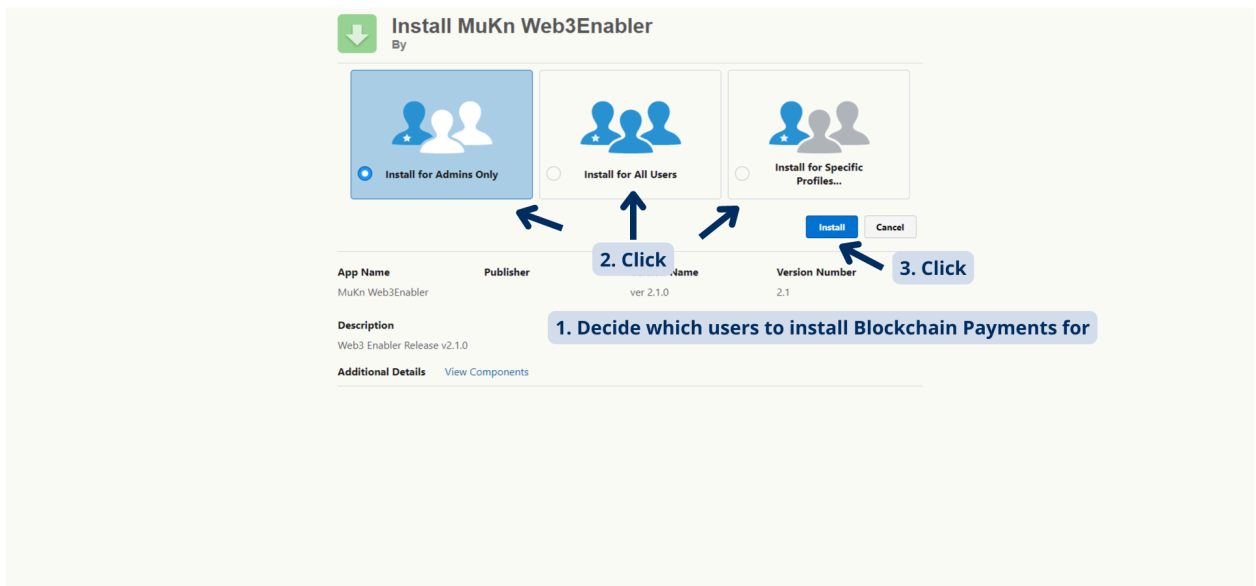 Install MuKn Web3Enabler
By
Install for Admins Only
Install for All Users
Install for Specific
Profiles...
Install
Cancel
2. Click
3. Click
App Name
Publisher
Name
Version Number
MuKn Web3Enabler
ver 2.1.0
2.1
1. Decide which users to install Blockchain Payments for
Description
Web3 Enabler Release v2.1.0
Additional Details
View Components